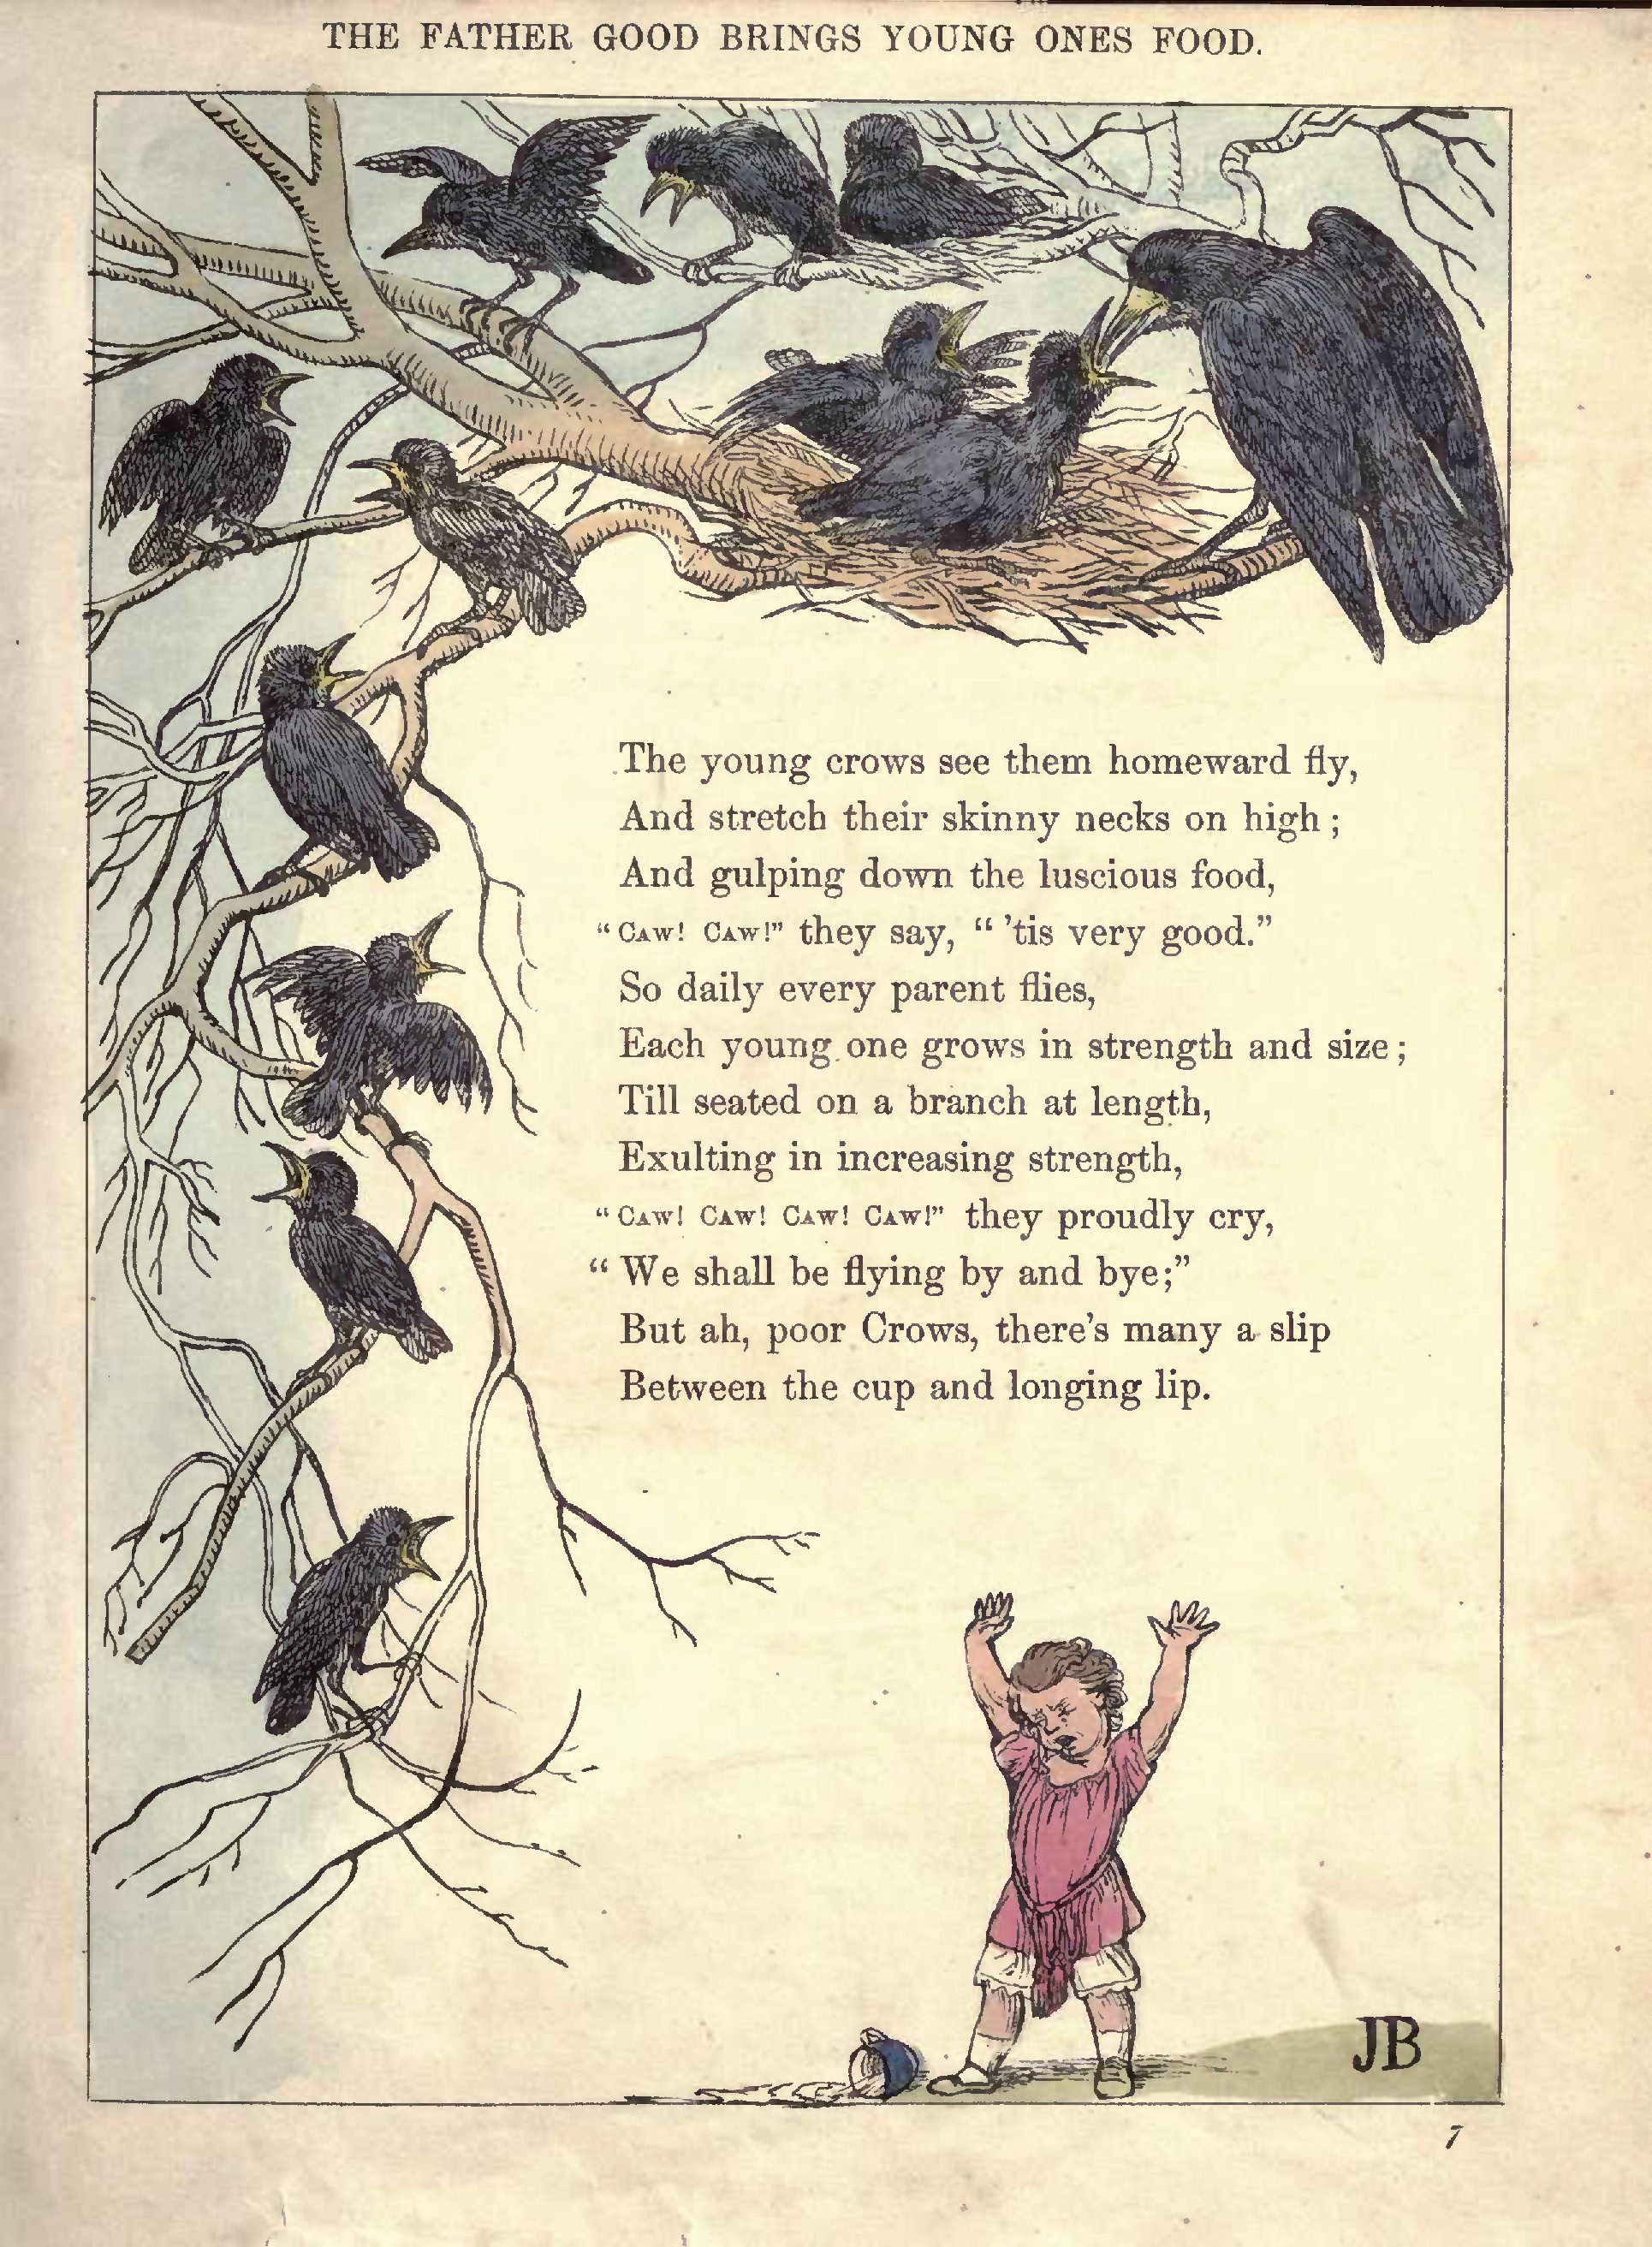 THE FATHER GOOD BRINGS YOUNG ONES FOOD.
The young crows see them homeward fly,
And stretch their skinny necks on high;
And gulping down the luscious food,
“CAW! CAW!” they say, “ ’tis very good.”
So daily every parent flies,
Each young one grows in strength and size;
Till seated on a branch at length,
Exulting in increasing strength,
“CAW! CAW! CAW! CAW!” they proudly cry,
“We shall be flying by and bye;”
But ah, poor Crows, there’s many a slip
Between the cup and longing lip.
JB
7